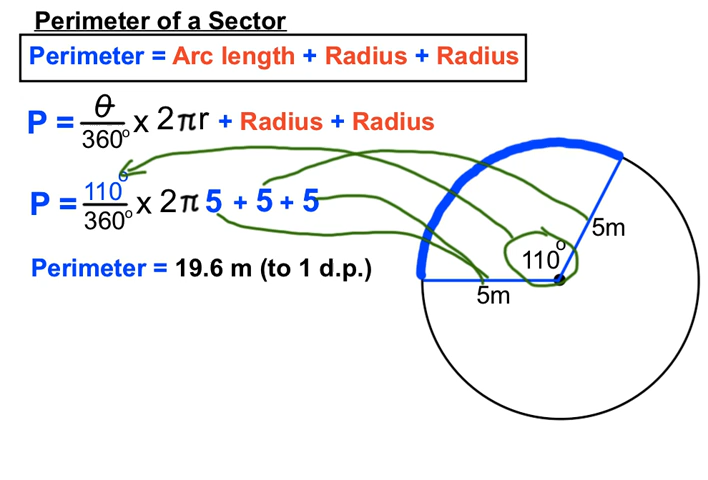 Perimeter of a Sector
Perimeter = Arc length + Radius + Radius
P = θ/360° x 2πr + Radius + Radius
P = 110°/360° x 2π 5 + 5 + 5
Perimeter = 19.6 m (to 1 d.p.)
5m
110°
5m